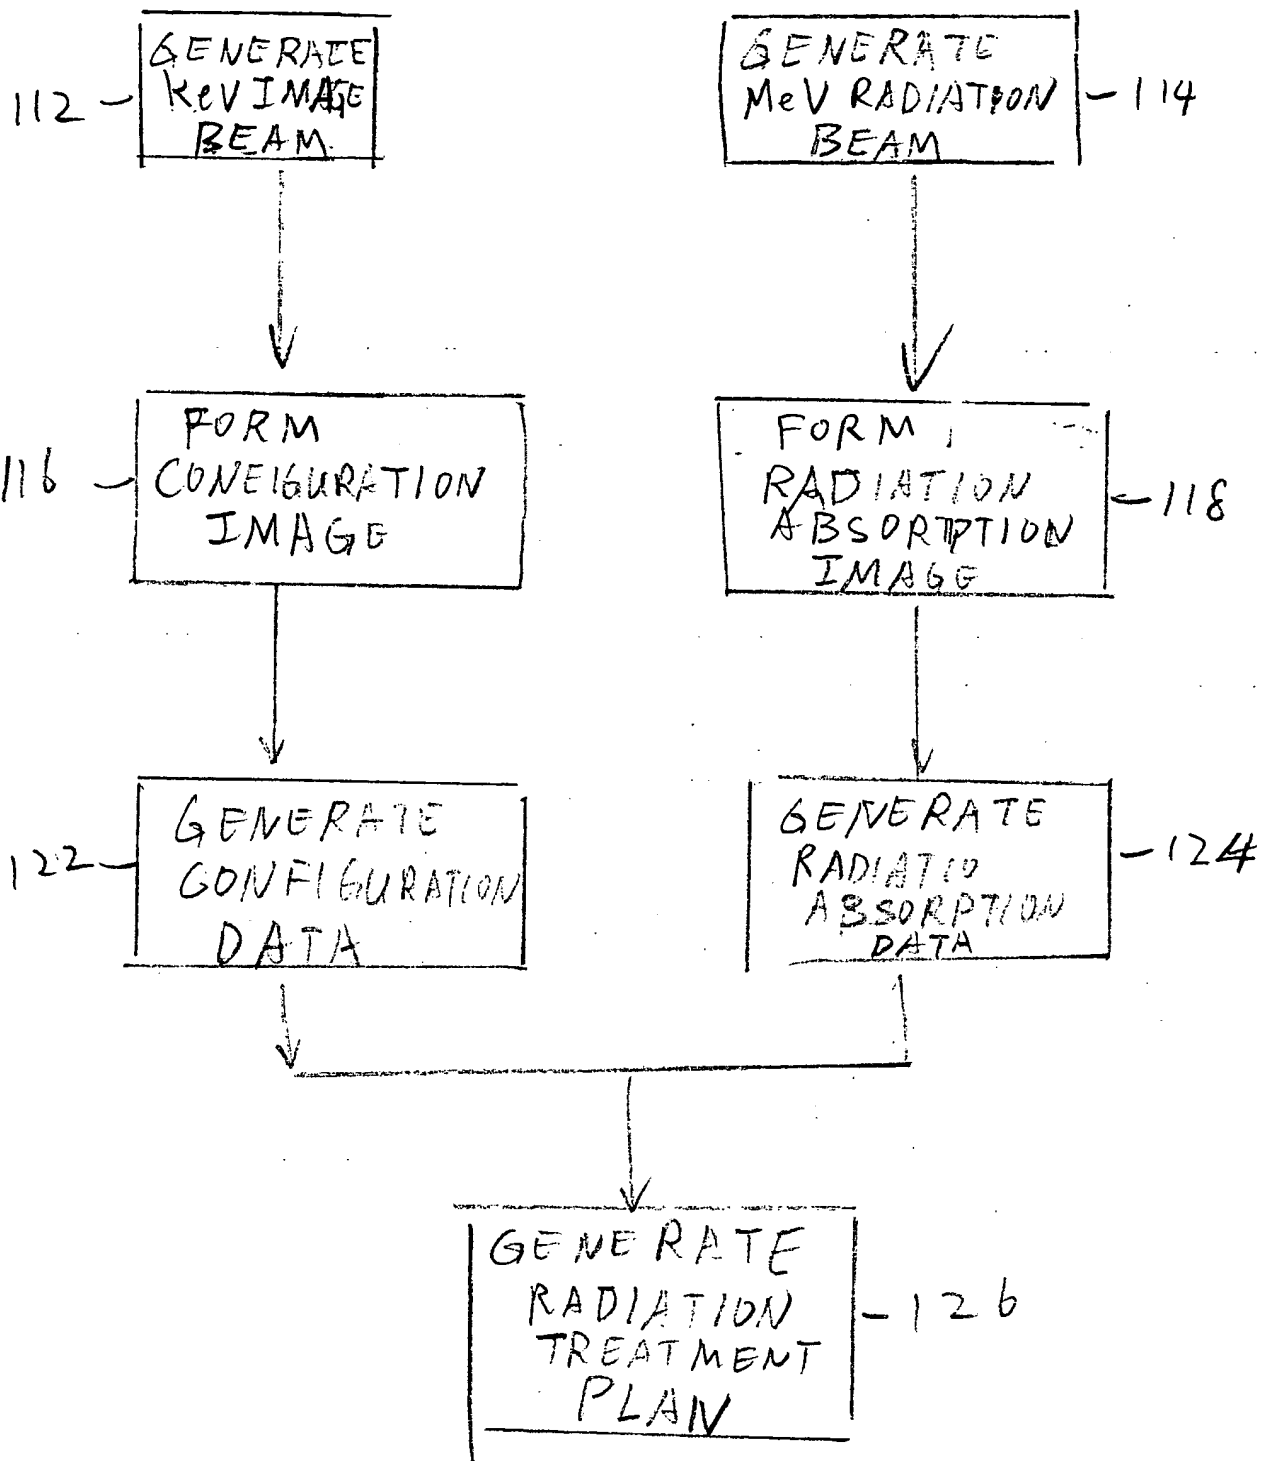 GENERATE
KeV IMAGE
BEAM
112
GENERATE
MeV RADIATION
BEAM
114
FORM
CONFIGURATION
IMAGE
116
FORM
RADIATION
ABSORPTION
IMAGE
118
GENERATE
CONFIGURATION
DATA
122
GENERATE
RADIATIO
ABSORPTION
DATA
124
GENERATE
RADIATION
TREATMENT
PLAN
126